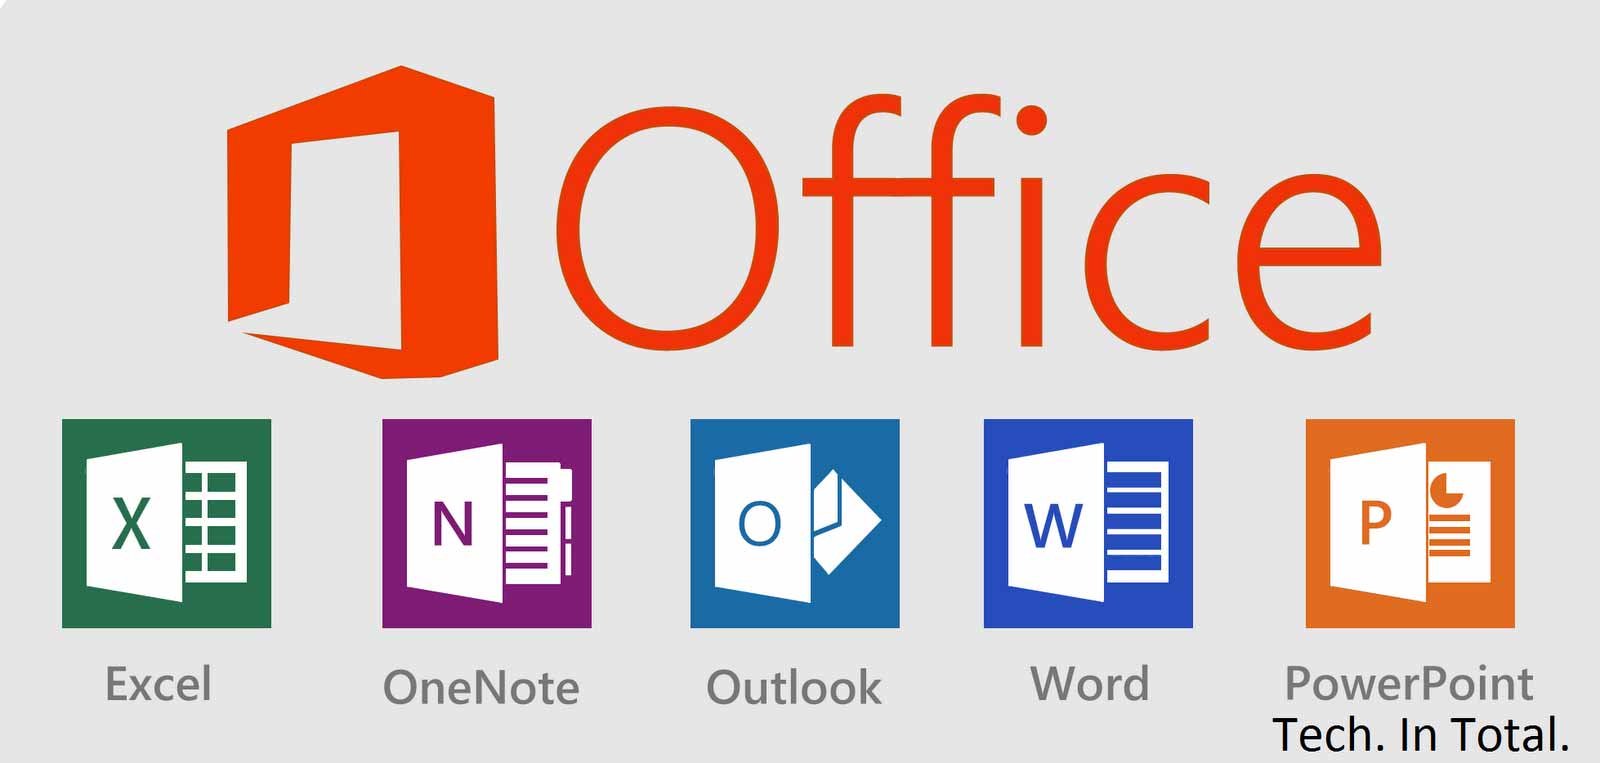 Office
X N O W P
Excel OneNote Outlook Word PowerPoint
Tech. In Total.